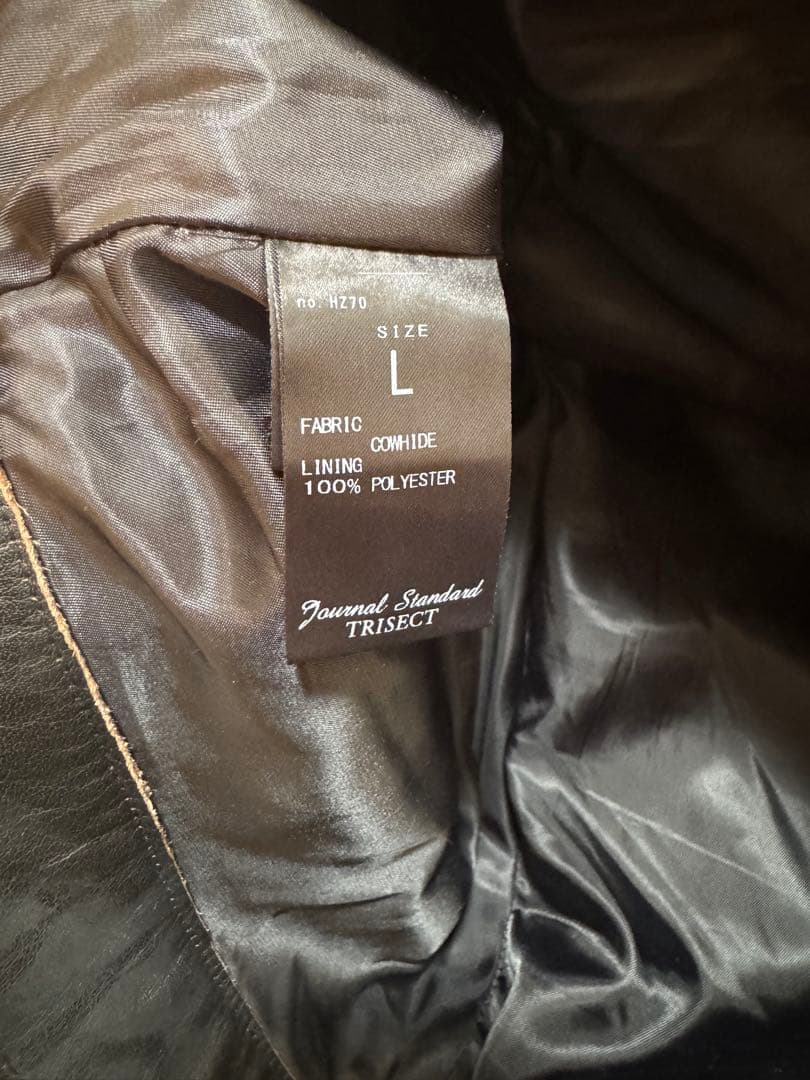 no. HZ70
SIZE
L
FABRIC
COWHIDE
LINING
100% POLYESTER
Journal Standard
TRISECT